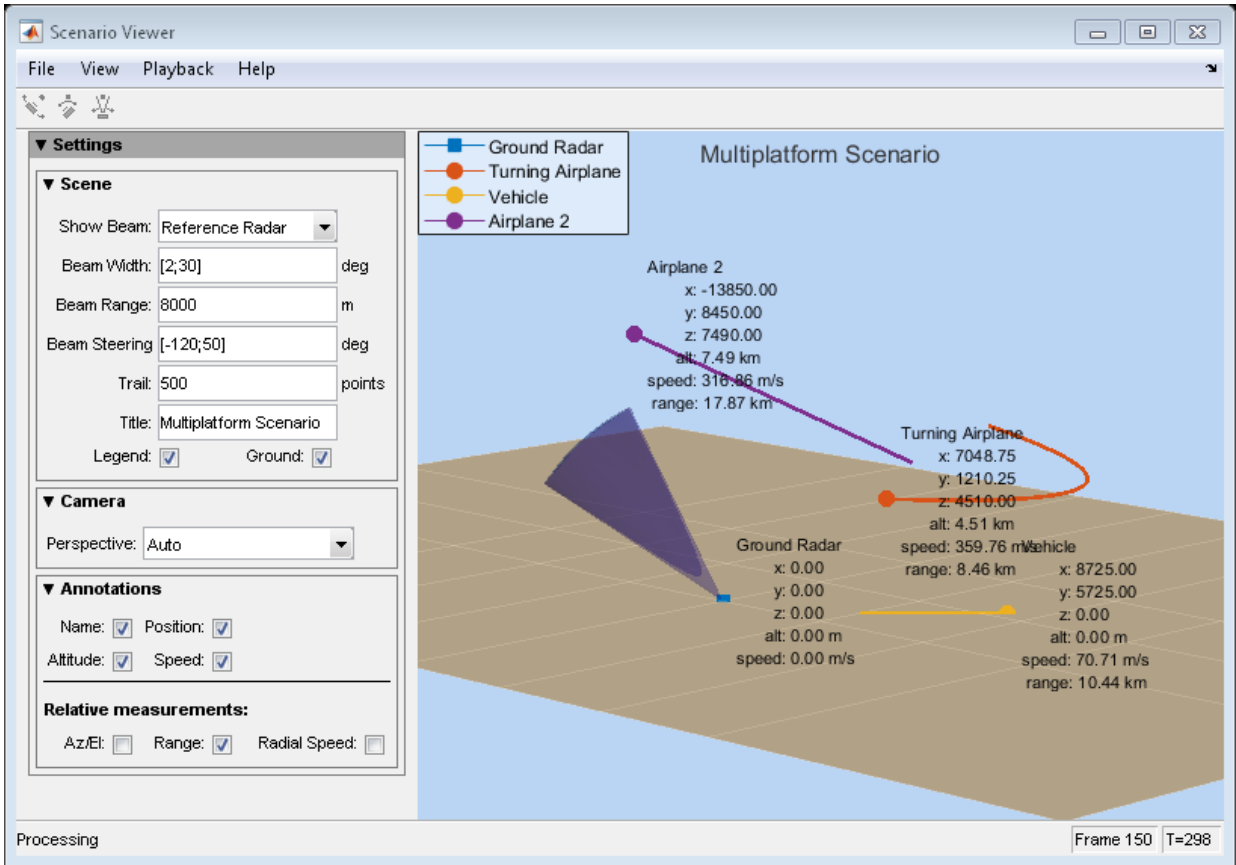 Scenario Viewer
File View Playback Help
▼ Settings
▼ Scene
Show Beam: Reference Radar
Beam Width: [2;30] deg
Beam Range: 8000 m
Beam Steering [-120;50] deg
Trail: 500 points
Title: Multiplatform Scenario
Legend: Ground:
▼ Camera
Perspective: Auto
▼ Annotations
Name: Position:
Altitude: Speed:
Relative measurements:
Az/El: Range: Radial Speed:
Ground Radar
Turning Airplane
Vehicle
Airplane 2
Multiplatform Scenario
Airplane 2
x: -13850.00
y: 8450.00
z: 7490.00
alt: 7.49 km
speed: 316.86 m/s
range: 17.87 km
Turning Airplane
x: 7048.75
y: 1210.25
z: 4510.00
alt: 4.51 km
speed: 359.76 m/s
range: 8.46 km
Ground Radar
x: 0.00
y: 0.00
z: 0.00
alt: 0.00 m
speed: 0.00 m/s
Vehicle
x: 8725.00
y: 5725.00
z: 0.00
alt: 0.00 m
speed: 70.71 m/s
range: 10.44 km
Processing
Frame 150 T=298